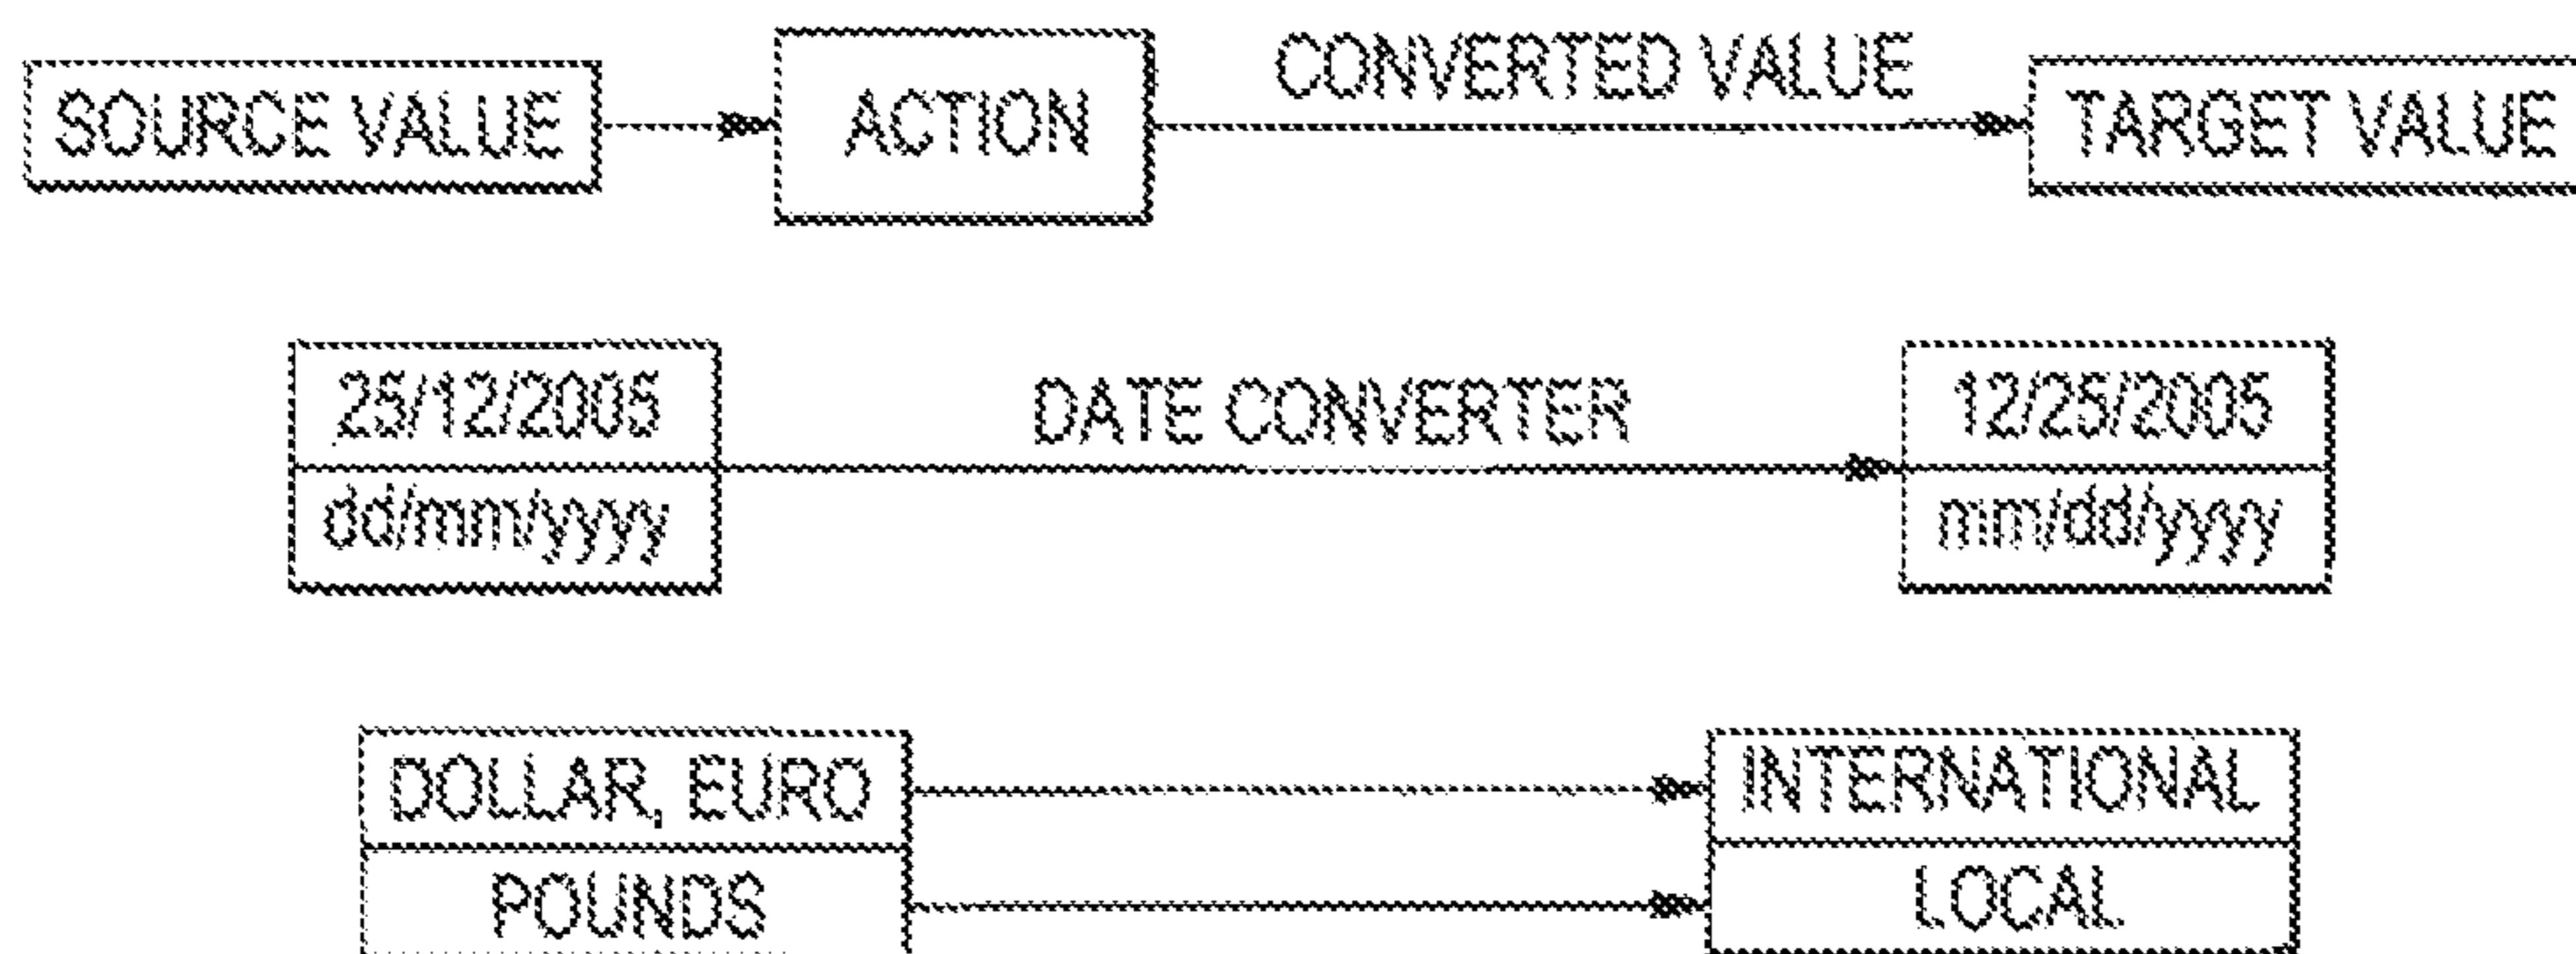 CONVERTED VALUE
SOURCE VALUE ACTION TARGET VALUE
25/12/2005 DATE CONVERTER 12/25/2005
dd/mm/yyyy mm/dd/yyyy
DOLLAR, EURO INTERNATIONAL
POUNDS LOCAL